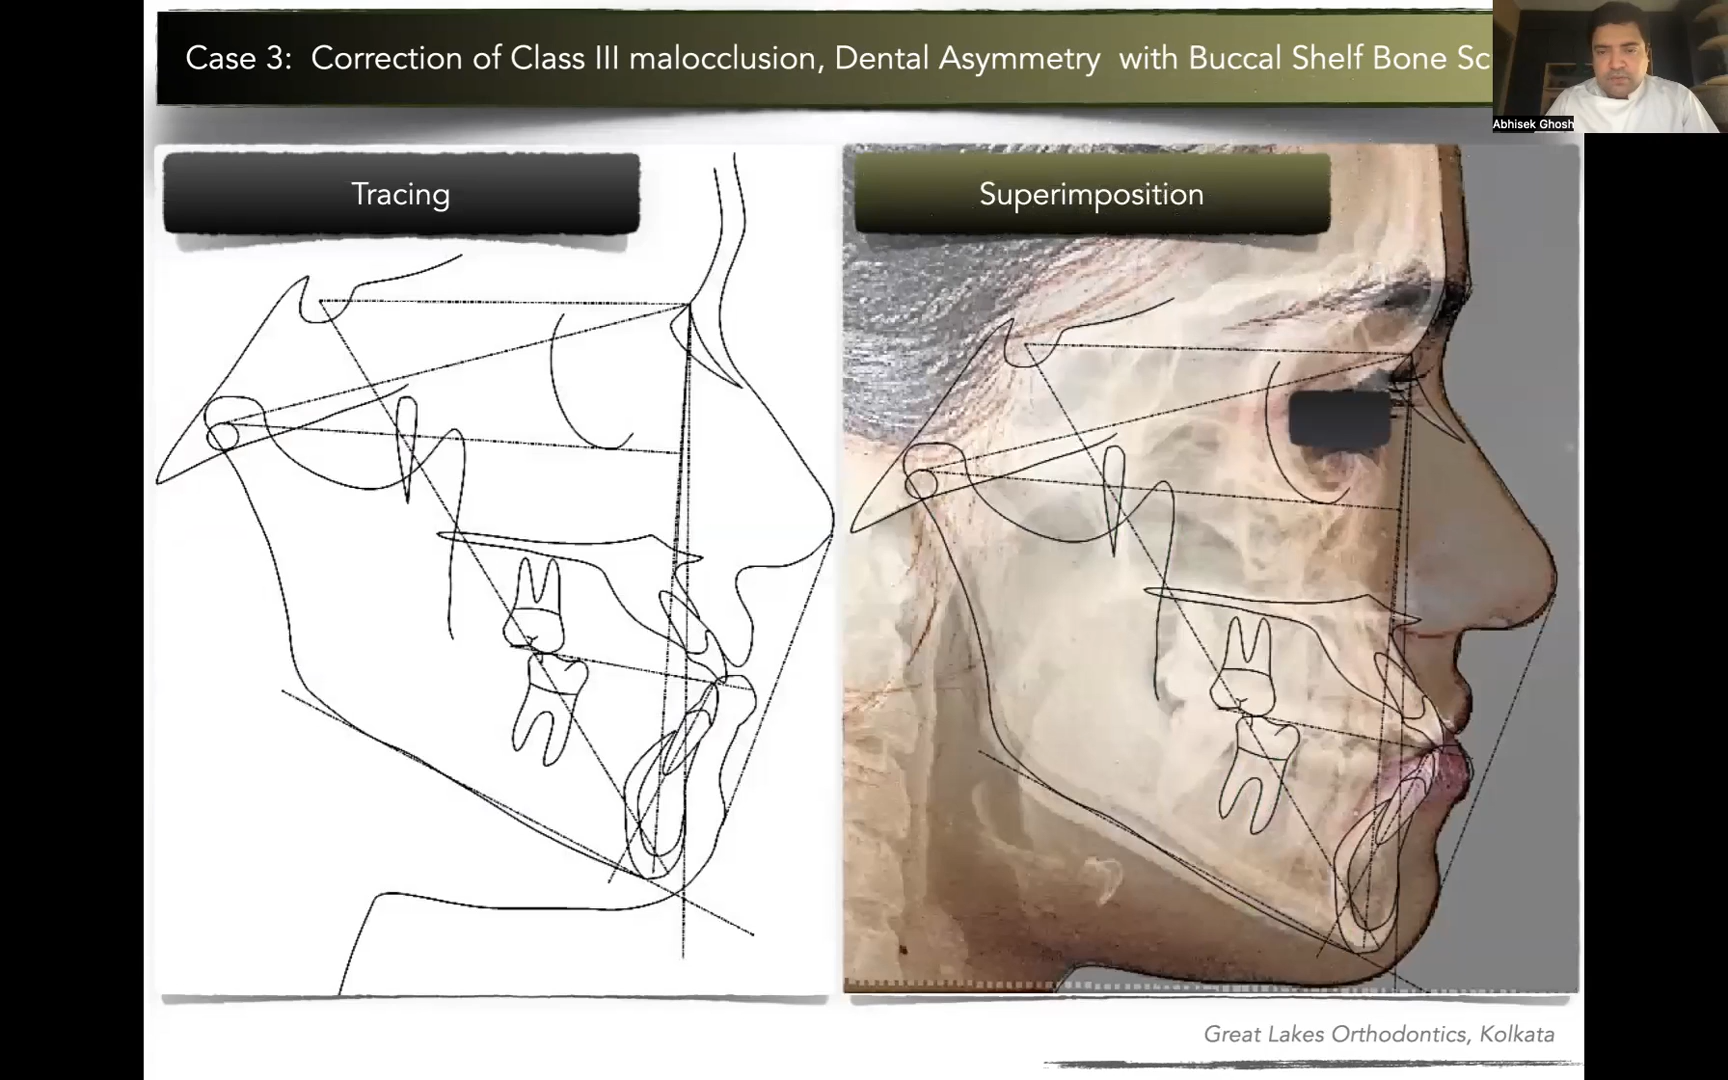 Case 3: Correction of Class III malocclusion, Dental Asymmetry with Buccal Shelf Bone Sc
Abhisek Ghosh
Tracing
Superimposition
Great Lakes Orthodontics, Kolkata